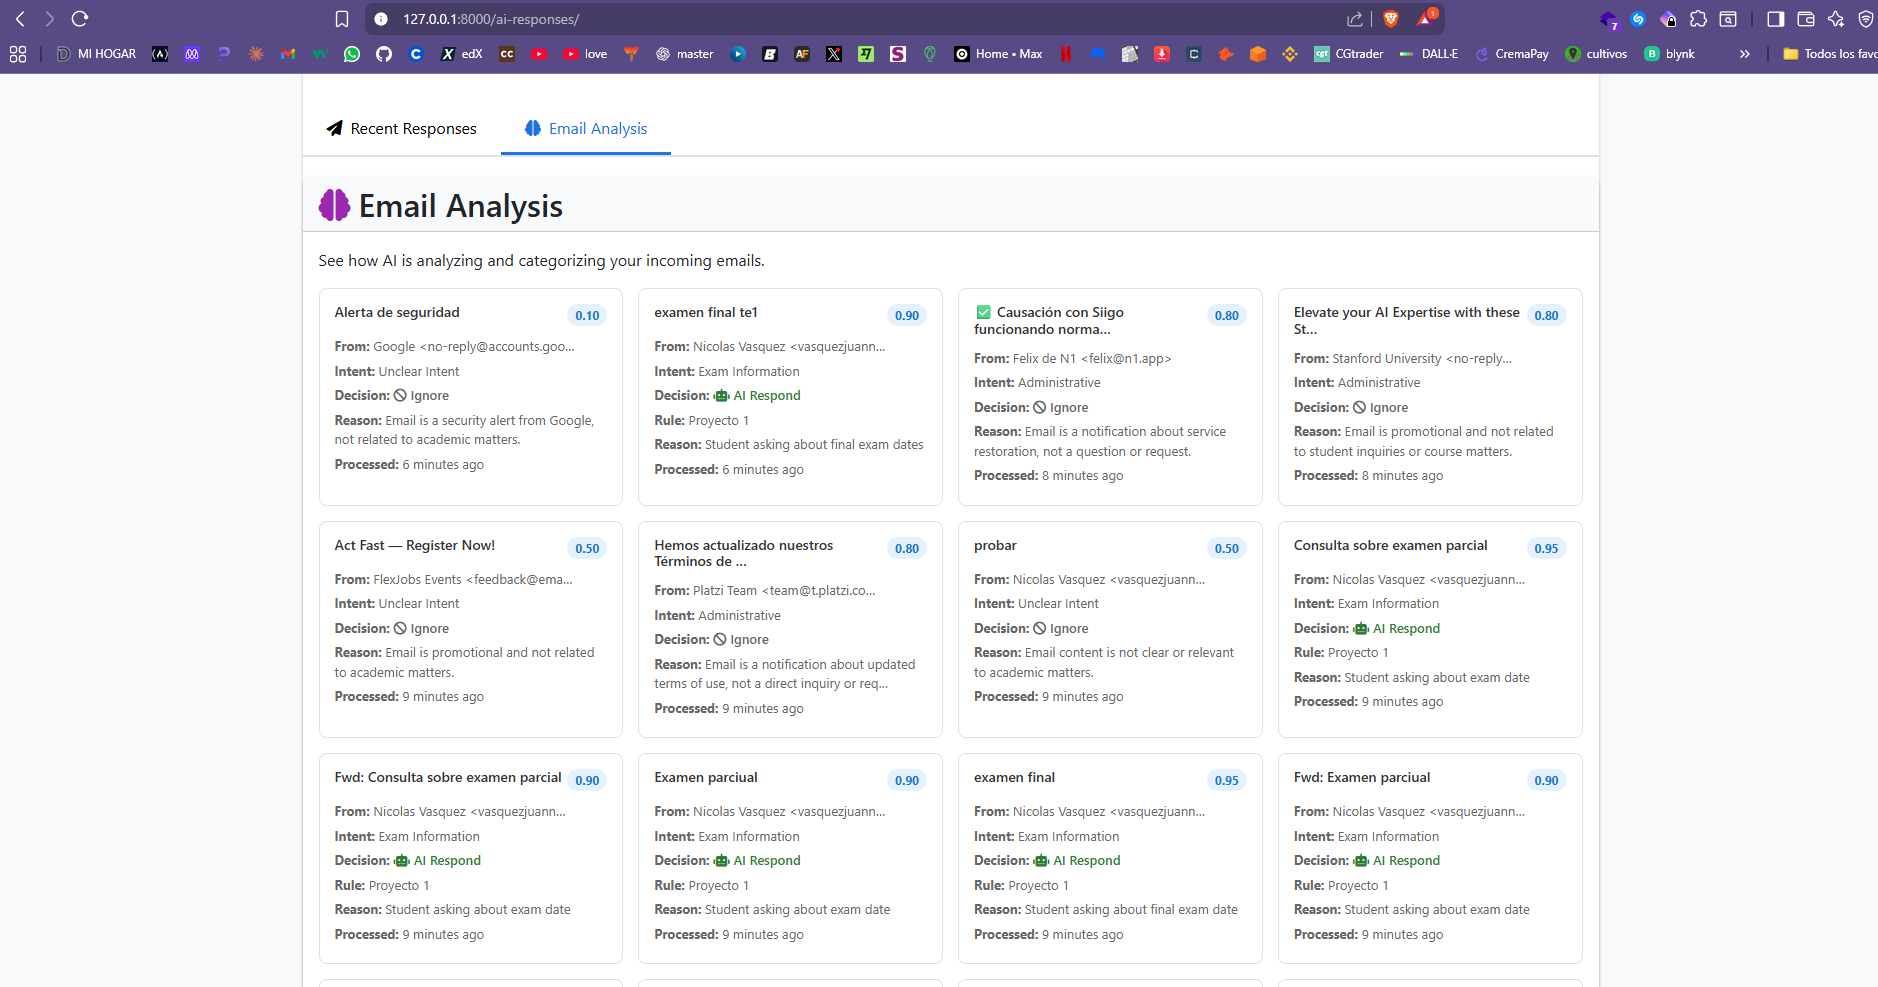 127.0.0.1:8000/ai-responses/
1
7
MI HOGAR
edX
love
master
Home • Max
CGtrader
DALL·E
CremaPay
cultivos
blynk
»
Todos los favo
Recent Responses
Email Analysis
Email Analysis
See how AI is analyzing and categorizing your incoming emails.
Alerta de seguridad
0.10
From: Google <no-reply@accounts.goo...
Intent: Unclear Intent
Decision: Ignore
Reason: Email is a security alert from Google,
not related to academic matters.
Processed: 6 minutes ago
examen final te1
0.90
From: Nicolas Vasquez <vasquezjuann...
Intent: Exam Information
Decision: AI Respond
Rule: Proyecto 1
Reason: Student asking about final exam dates
Processed: 6 minutes ago
✅ Causación con Siigo
funcionando norma...
0.80
From: Felix de N1 <felix@n1.app>
Intent: Administrative
Decision: Ignore
Reason: Email is a notification about service
restoration, not a question or request.
Processed: 8 minutes ago
Elevate your AI Expertise with these
St...
0.80
From: Stanford University <no-reply...
Intent: Administrative
Decision: Ignore
Reason: Email is promotional and not related
to student inquiries or course matters.
Processed: 8 minutes ago
Act Fast — Register Now!
0.50
From: FlexJobs Events <feedback@ema...
Intent: Unclear Intent
Decision: Ignore
Reason: Email is promotional and not related
to academic matters.
Processed: 9 minutes ago
Hemos actualizado nuestros
Términos de ...
0.80
From: Platzi Team <team@t.platzi.co...
Intent: Administrative
Decision: Ignore
Reason: Email is a notification about updated
terms of use, not a direct inquiry or req...
Processed: 9 minutes ago
probar
0.50
From: Nicolas Vasquez <vasquezjuann...
Intent: Unclear Intent
Decision: Ignore
Reason: Email content is not clear or relevant
to academic matters.
Processed: 9 minutes ago
Consulta sobre examen parcial
0.95
From: Nicolas Vasquez <vasquezjuann...
Intent: Exam Information
Decision: AI Respond
Rule: Proyecto 1
Reason: Student asking about exam date
Processed: 9 minutes ago
Fwd: Consulta sobre examen parcial
0.90
From: Nicolas Vasquez <vasquezjuann...
Intent: Exam Information
Decision: AI Respond
Rule: Proyecto 1
Reason: Student asking about exam date
Processed: 9 minutes ago
Examen parciual
0.90
From: Nicolas Vasquez <vasquezjuann...
Intent: Exam Information
Decision: AI Respond
Rule: Proyecto 1
Reason: Student asking about exam date
Processed: 9 minutes ago
examen final
0.95
From: Nicolas Vasquez <vasquezjuann...
Intent: Exam Information
Decision: AI Respond
Rule: Proyecto 1
Reason: Student asking about final exam date
Processed: 9 minutes ago
Fwd: Examen parciual
0.90
From: Nicolas Vasquez <vasquezjuann...
Intent: Exam Information
Decision: AI Respond
Rule: Proyecto 1
Reason: Student asking about exam date
Processed: 9 minutes ago